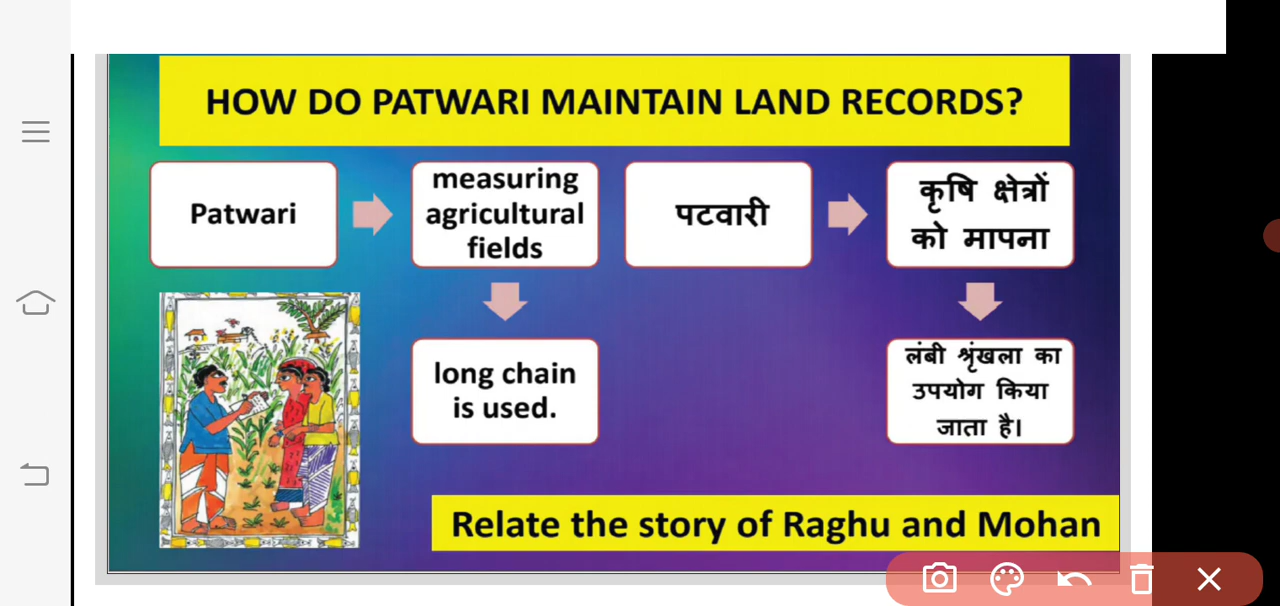 HOW DO PATWARI MAINTAIN LAND RECORDS?
Patwari
measuring
agricultural
fields
पटवारी
कृषि क्षेत्रों
को मापना
long chain
is used.
लंबी श्रृंखला का
उपयोग किया
जाता है।
Relate the story of Raghu and Mohan